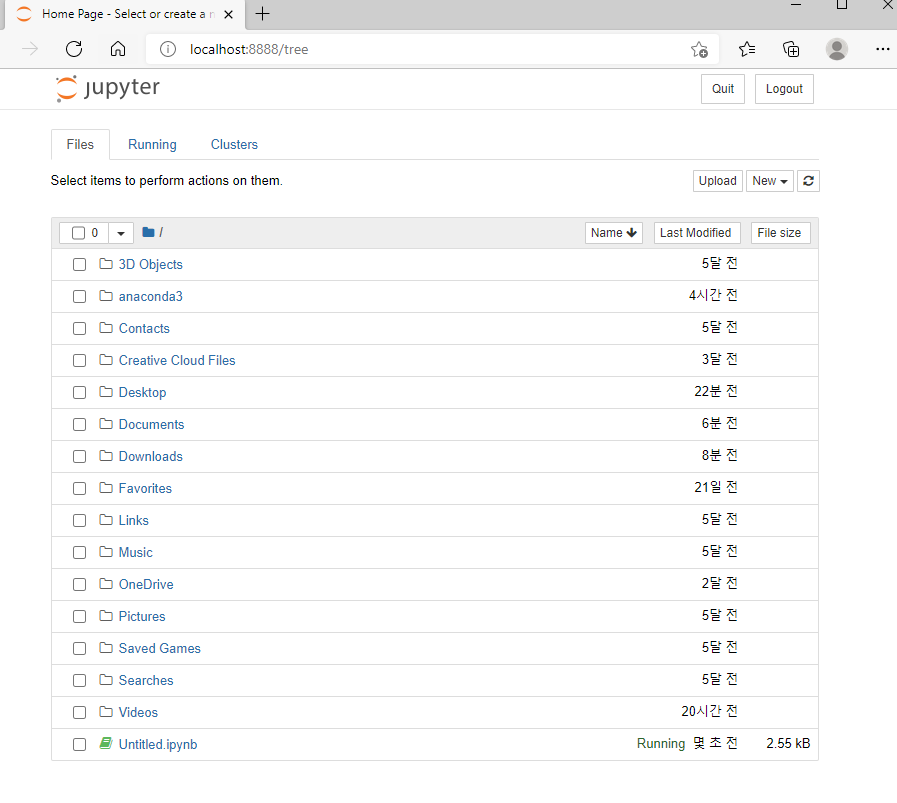 Home Page - Select or create a n
localhost:8888/tree
jupyter
Quit
Logout
Files
Running
Clusters
Select items to perform actions on them.
Upload
New
0
/
Name
Last Modified
File size
3D Objects 5달 전
anaconda3 4시간 전
Contacts 5달 전
Creative Cloud Files 3달 전
Desktop 22분 전
Documents 6분 전
Downloads 8분 전
Favorites 21일 전
Links 5달 전
Music 5달 전
OneDrive 2달 전
Pictures 5달 전
Saved Games 5달 전
Searches 5달 전
Videos 20시간 전
Untitled.ipynb Running 몇 초 전 2.55 kB